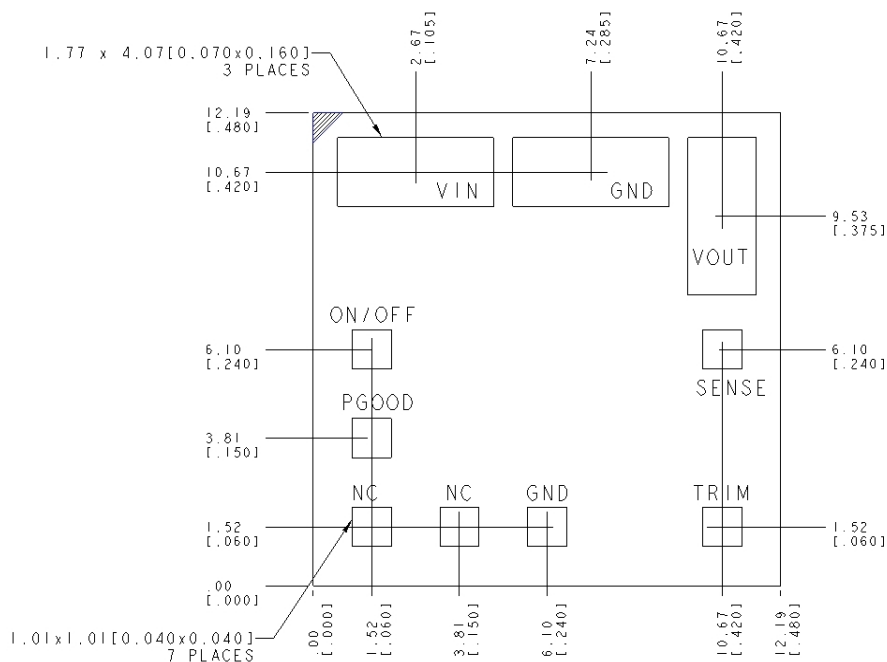 1.77 x 4.07[0.070x0.160]
3 PLACES
2.67
[.105]
7.24
[.285]
10.67
[.420]
12.19
[.480]
10.67
[.420]
VIN
GND
9.53
[.375]
VOUT
ON/OFF
6.10
[.240]
6.10
[.240]
SENSE
PGOOD
3.81
[.150]
NC
NC
GND
TRIM
1.52
[.060]
1.52
[.060]
.00
[.000]
1.01x1.01[0.040x0.040]
7 PLACES
.00
[.000]
1.52
[.060]
3.81
[.150]
6.10
[.240]
10.67
[.420]
12.19
[.480]